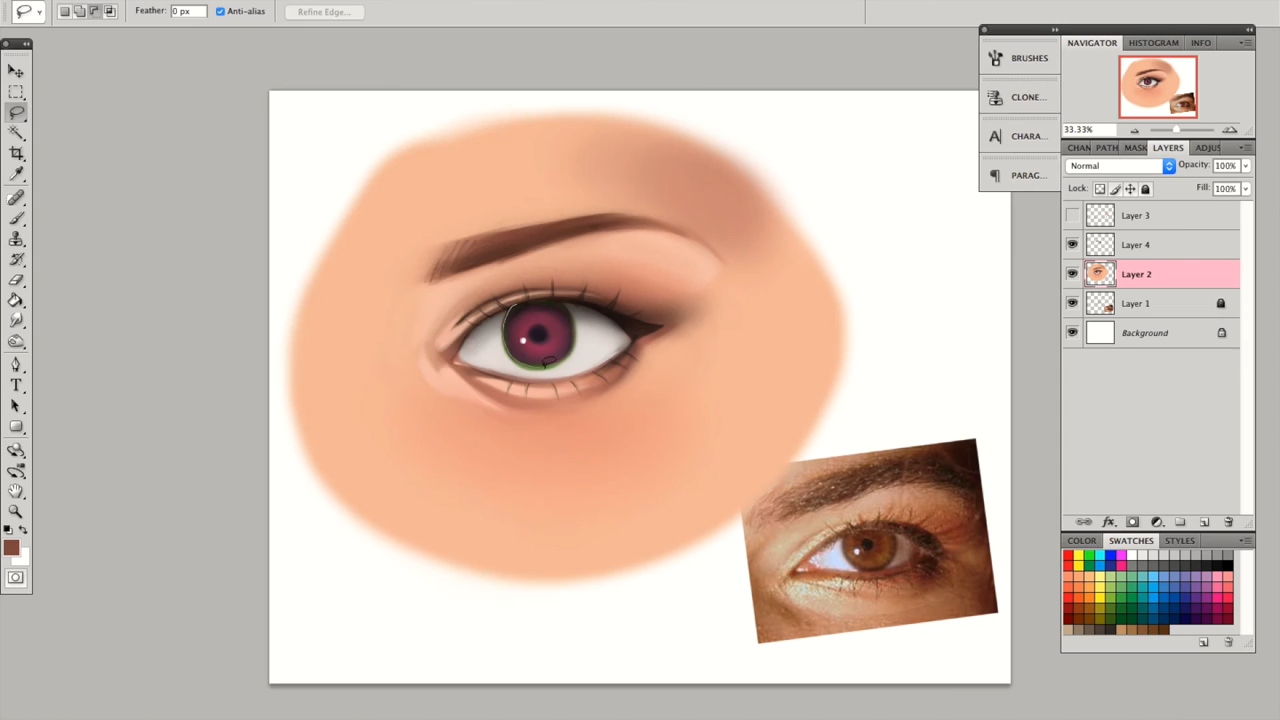 Feather: 0 px Anti-alias Refine Edge...
NAVIGATOR HISTOGRAM INFO
BRUSHES
CLONE...
CHARA...
PARAG...
33.33%
CHAN PATH MASK LAYERS ADJUS
Normal Opacity: 100%
Lock: Fill: 100%
Layer 3
Layer 4
Layer 2
Layer 1
Background
COLOR SWATCHES STYLES